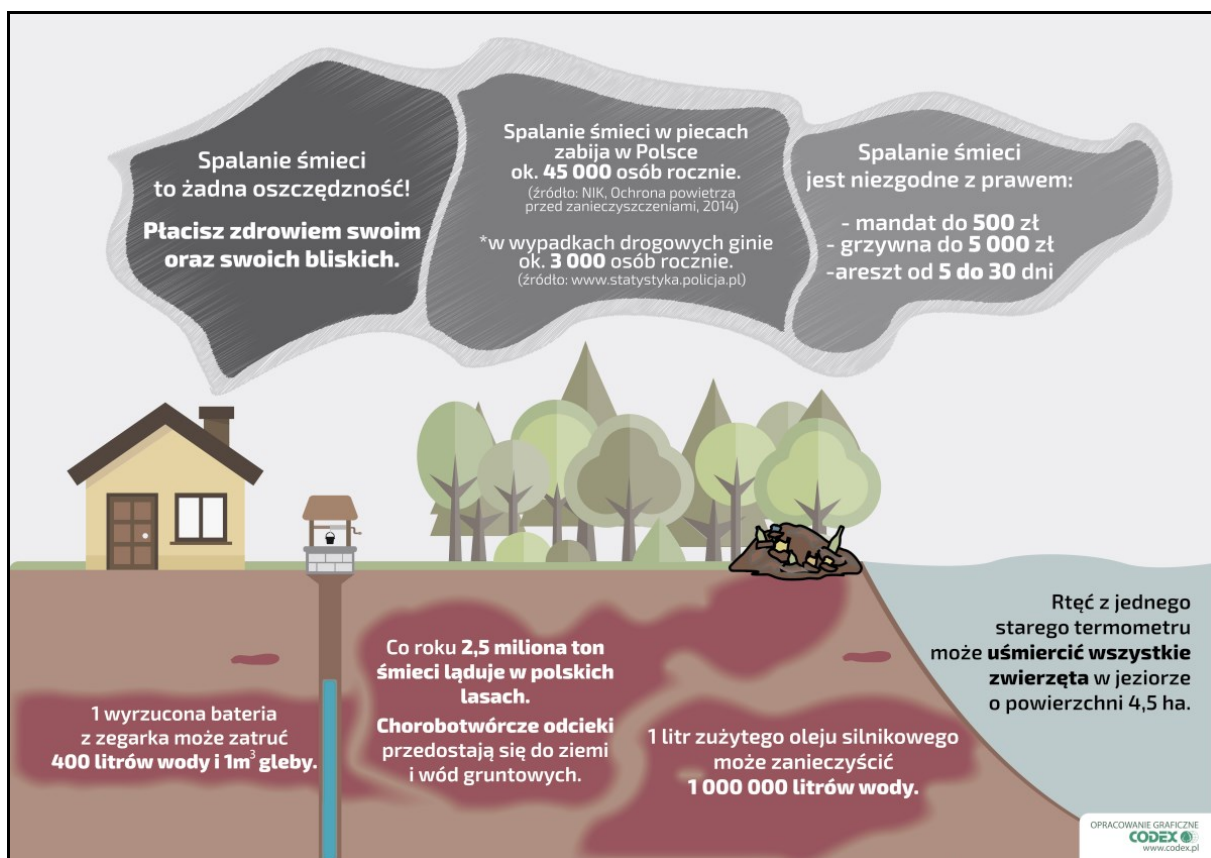 Spalanie śmieci
to żadna oszczędność!
Płacisz zdrowiem swoim
oraz swoich bliskich.
Spalanie śmieci w piecach
zabija w Polsce
ok. 45 000 osób rocznie.
(źródło: NIK, Ochrona powietrza
przed zanieczyszczeniami, 2014)
*w wypadkach drogowych ginie
ok. 3 000 osób rocznie.
(źródło: www.statystyka.policja.pl)
Spalanie śmieci
jest niezgodne z prawem:
- mandat do 500 zł
- grzywna do 5 000 zł
-areszt od 5 do 30 dni
1 wyrzucona bateria
z zegarka może zatruć
400 litrów wody i 1m³ gleby.
Co roku 2,5 miliona ton
śmieci ląduje w polskich
lasach.
Chorobotwórcze odcieki
przedostają się do ziemi
i wód gruntowych.
1 litr zużytego oleju silnikowego
może zanieczyścić
1 000 000 litrów wody.
Rtęć z jednego
starego termometru
może uśmiercić wszystkie
zwierzęta w jeziorze
o powierzchni 4,5 ha.
OPRACOWANIE GRAFICZNE
CODEX
www.codex.pl